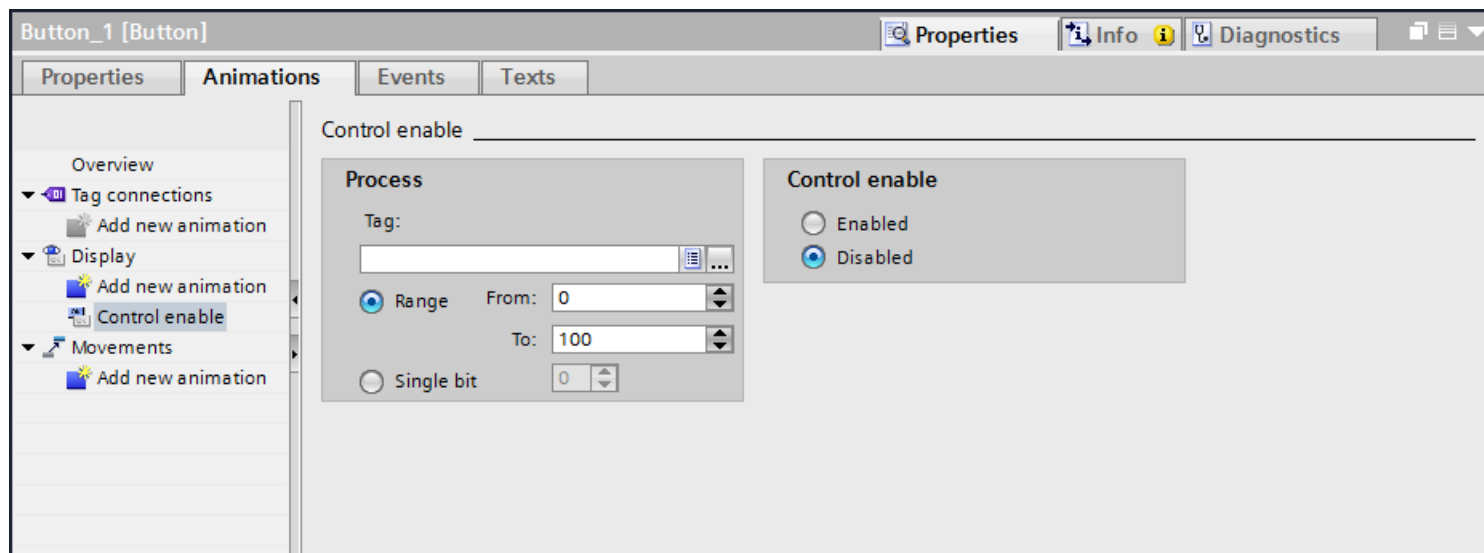 Button_1 [Button]
Properties
Info
Diagnostics
Properties
Animations
Events
Texts
Control enable
Overview
Tag connections
Add new animation
Display
Add new animation
Control enable
Movements
Add new animation
Process
Tag:
...
Range From: 0
To: 100
Single bit 0
Control enable
Enabled
Disabled